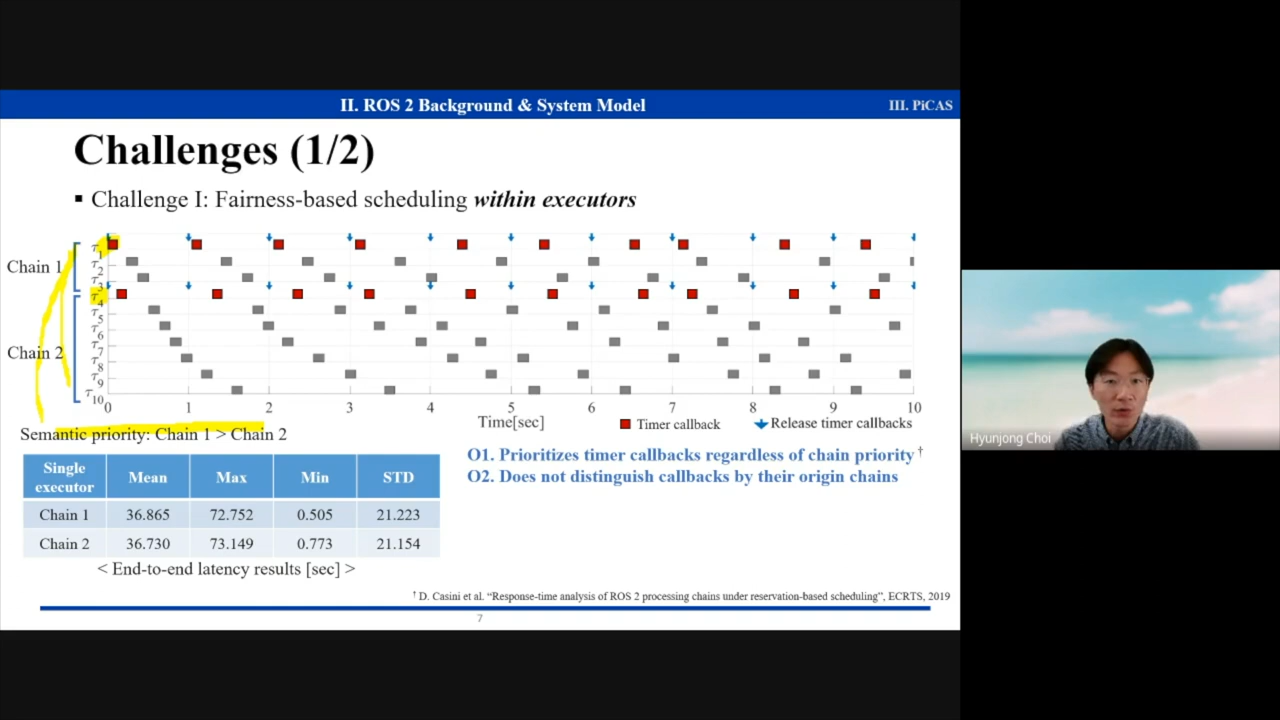 II. ROS 2 Background & System Model
III. PiCAS
Challenges (1/2)
▪ Challenge I: Fairness-based scheduling within executors
Chain 1
Chain 2
τ1
τ2
τ3
τ4
τ5
τ6
τ7
τ8
τ9
τ10
0 1 2 3 4 5 6 7 8 9 10
Time[sec]
Timer callback
Release timer callbacks
Semantic priority: Chain 1 > Chain 2
Single executor Mean Max Min STD
Chain 1 36.865 72.752 0.505 21.223
Chain 2 36.730 73.149 0.773 21.154
< End-to-end latency results [sec] >
O1. Prioritizes timer callbacks regardless of chain priority †
O2. Does not distinguish callbacks by their origin chains
† D. Casini et al. “Response-time analysis of ROS 2 processing chains under reservation-based scheduling”, ECRTS, 2019
7
Hyunjong Choi